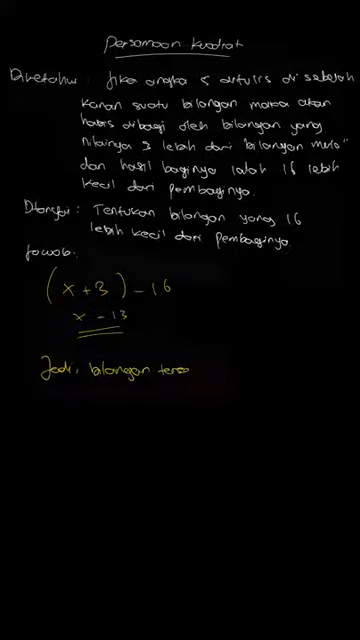 Persamaan Kuadrat
Diketahui : Jika angka 5 ditulis di sebelah
kanan suatu bilangan maka akan
habis dibagi oleh bilangan yang
nilainya 3 lebih dari bilangan mula"
dan hasil baginya ialah 16 lebih
kecil dari pembaginya.
Ditanya : Tentukan bilangan yang 16
lebih kecil dari pembaginya
Jawab :
(x + 3) - 16
x - 13
Jadi, bilangan terse